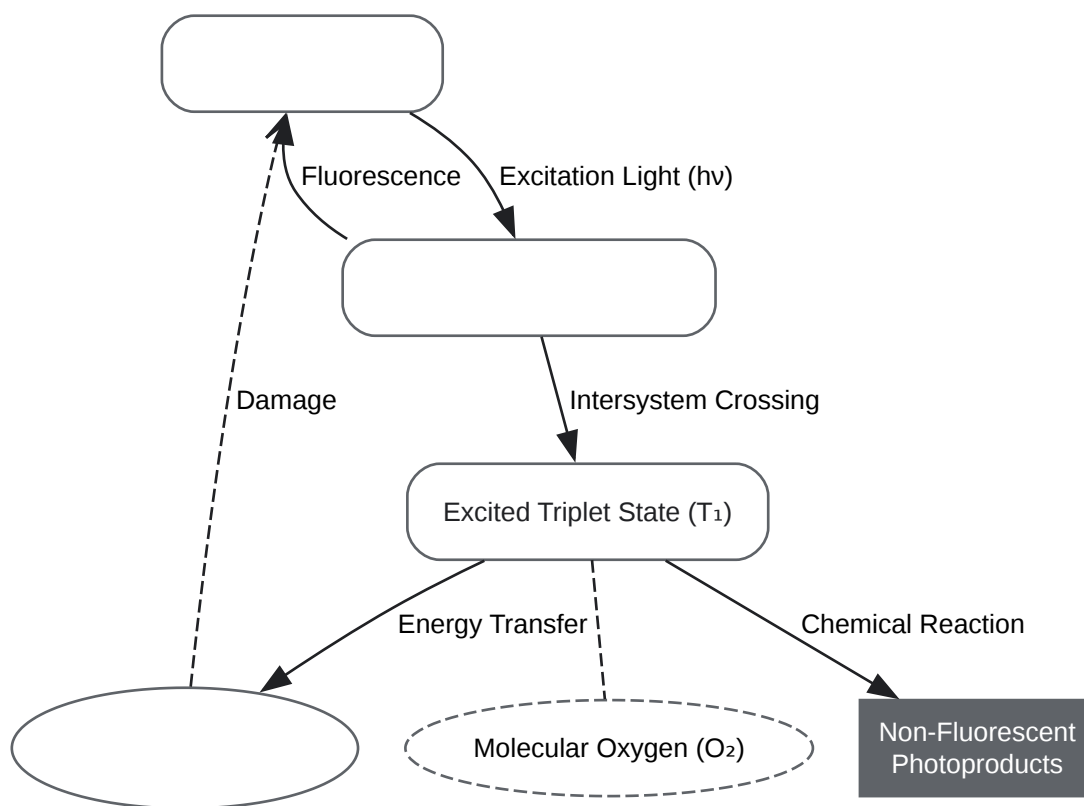 Fluorescence
Excitation Light (hν)
Damage
Intersystem Crossing
Excited Triplet State (T₁)
Energy Transfer
Chemical Reaction
Molecular Oxygen (O₂)
Non-Fluorescent
Photoproducts